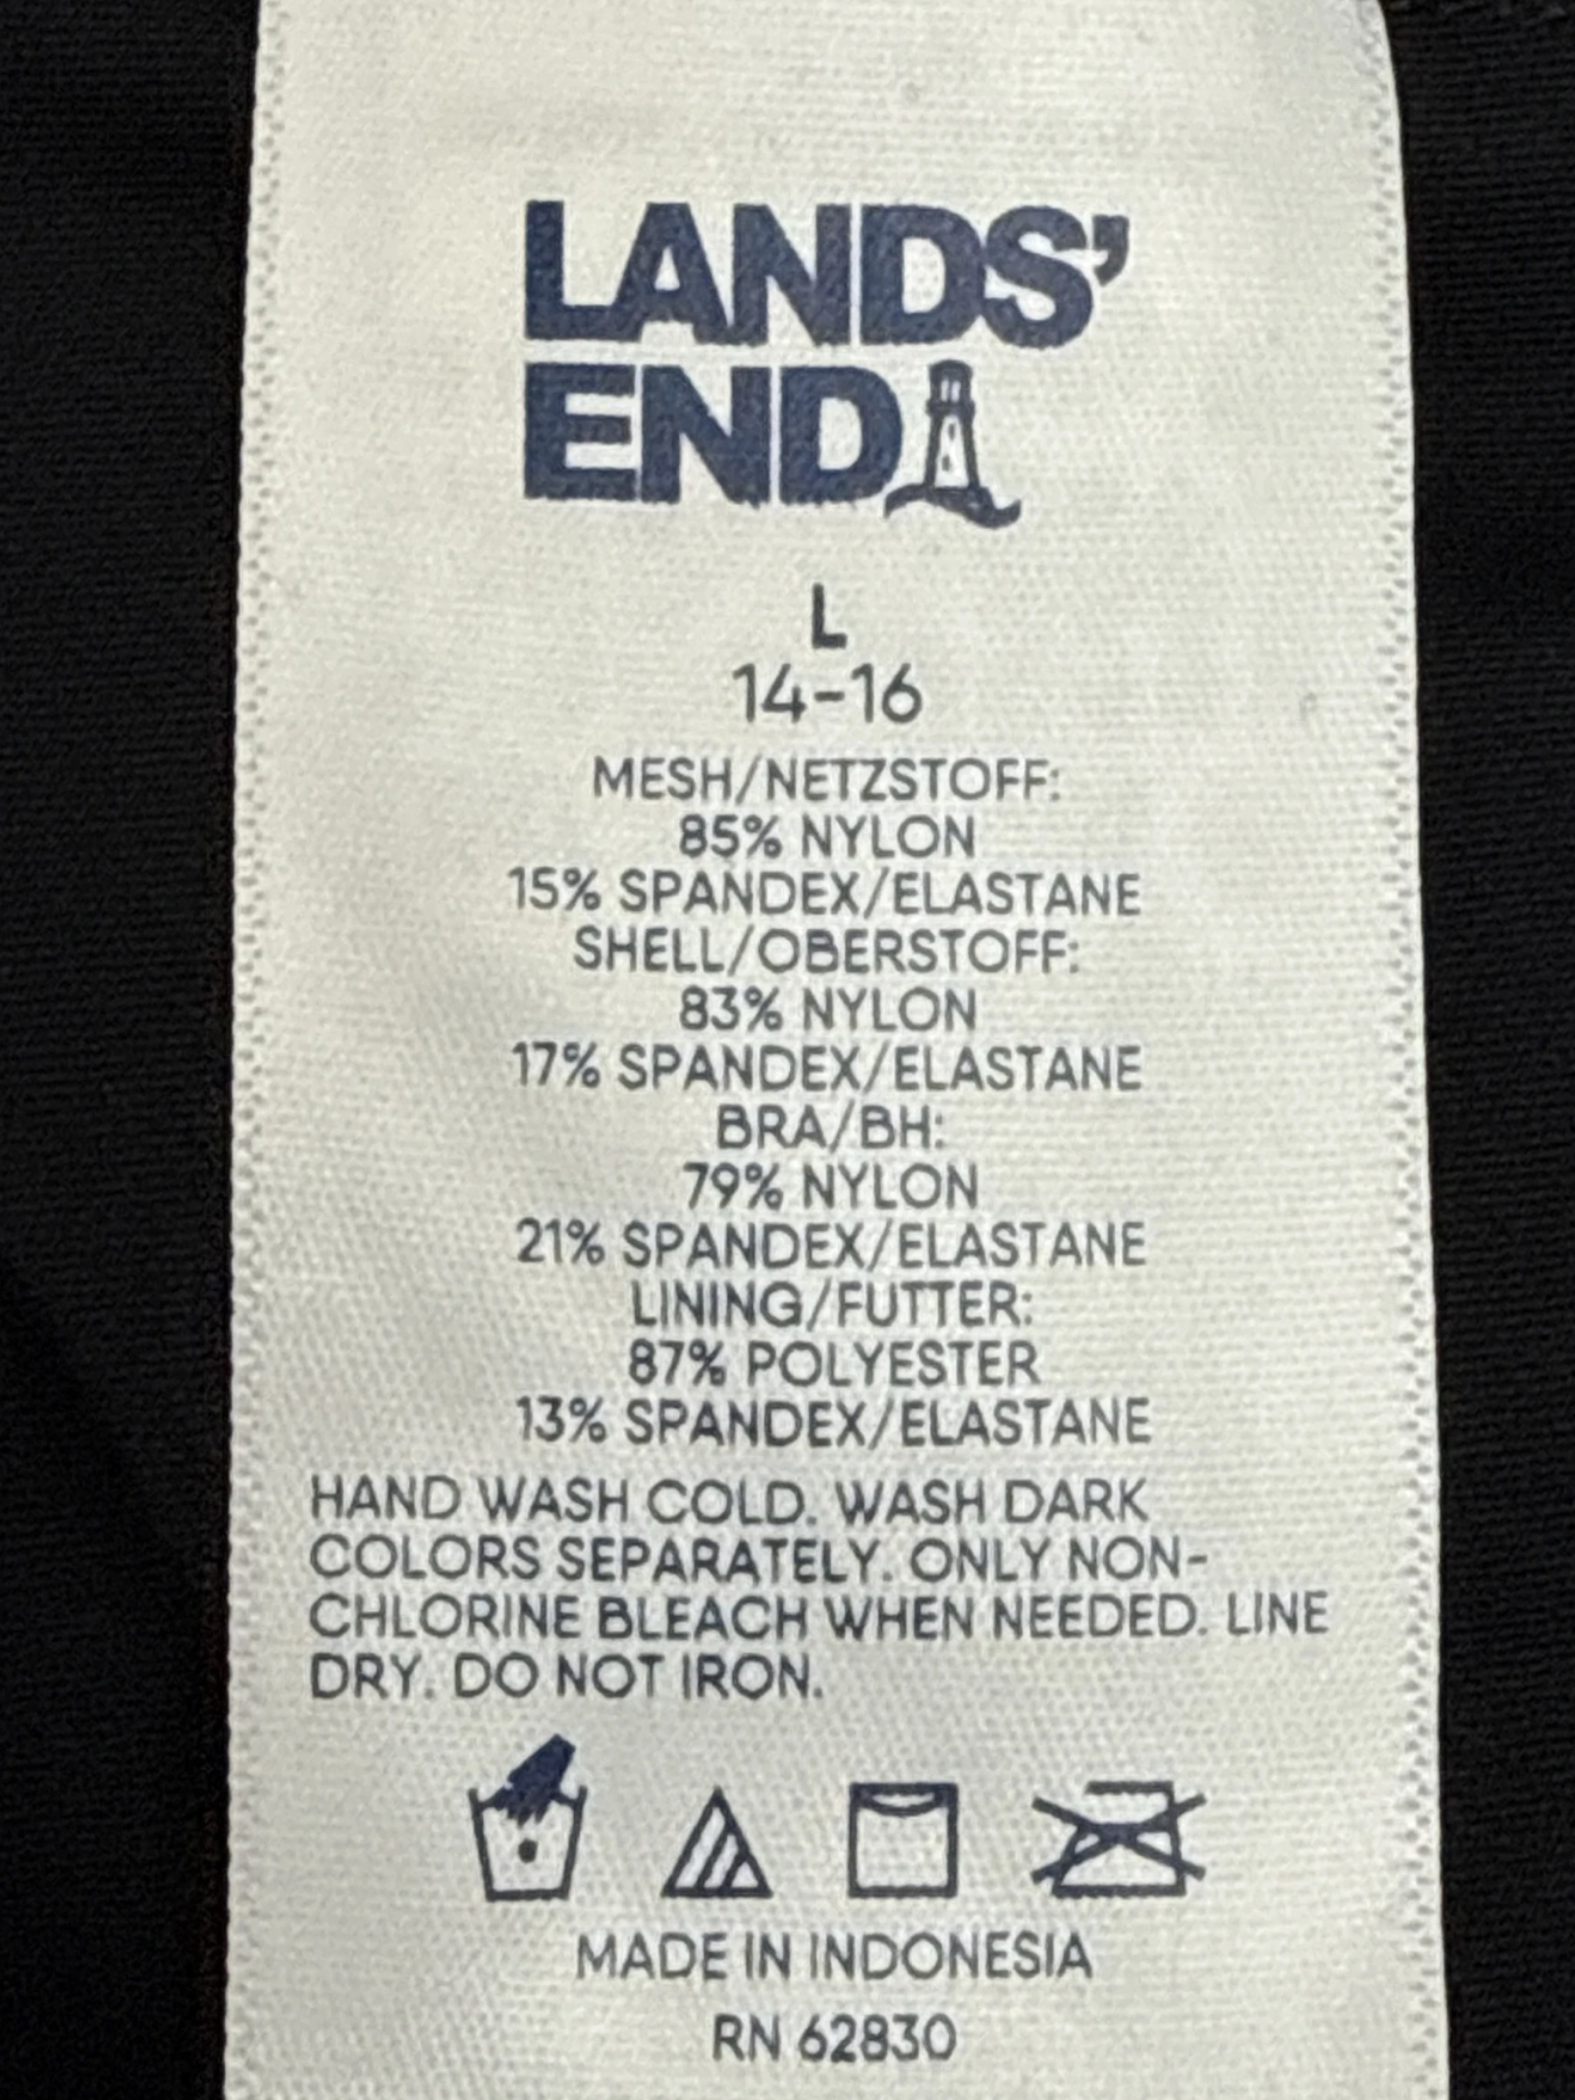 LANDS'
END
L
14-16
MESH/NETZSTOFF:
85% NYLON
15% SPANDEX/ELASTANE
SHELL/OBERSTOFF:
83% NYLON
17% SPANDEX/ELASTANE
BRA/BH:
79% NYLON
21% SPANDEX/ELASTANE
LINING/FUTTER:
87% POLYESTER
13% SPANDEX/ELASTANE
HAND WASH COLD. WASH DARK
COLORS SEPARATELY. ONLY NON-
CHLORINE BLEACH WHEN NEEDED. LINE
DRY. DO NOT IRON.
MADE IN INDONESIA
RN 62830